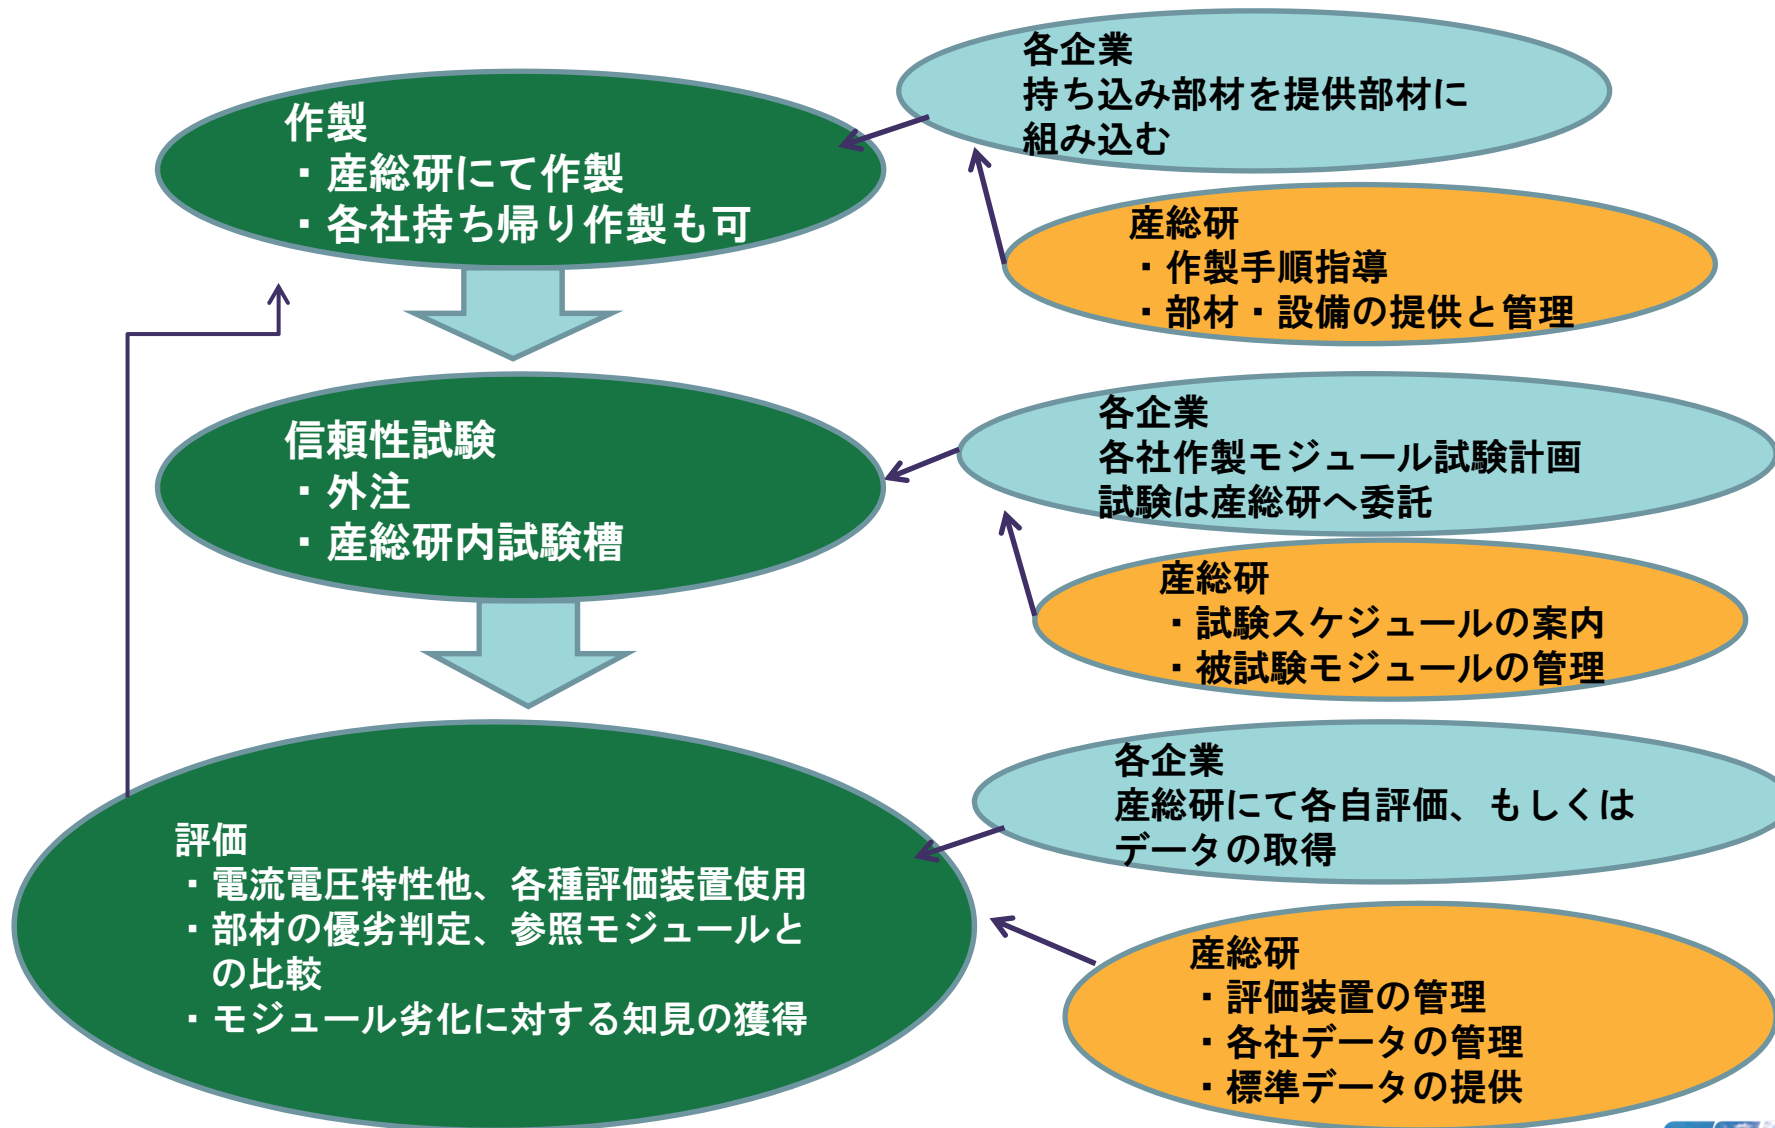 作製
・産総研にて作製
・各社持ち帰り作製も可
各企業
持ち込み部材を提供部材に
組み込む
産総研
・作製手順指導
・部材・設備の提供と管理
信頼性試験
・外注
・産総研内試験槽
各企業
各社作製モジュール試験計画
試験は産総研へ委託
産総研
・試験スケジュールの案内
・被試験モジュールの管理
評価
・電流電圧特性他、各種評価装置使用
・部材の優劣判定、参照モジュールと
の比較
・モジュール劣化に対する知見の獲得
各企業
産総研にて各自評価、もしくは
データの取得
産総研
・評価装置の管理
・各社データの管理
・標準データの提供